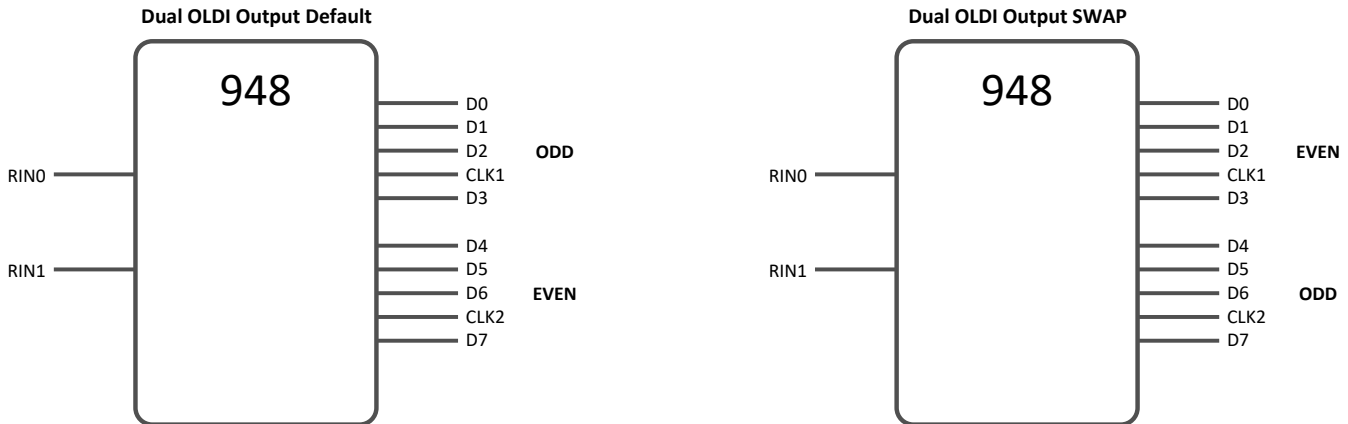 Dual OLDI Output Default
948
D0
D1
D2
ODD
RIN0
CLK1
D3
D4
RIN1
D5
D6
EVEN
CLK2
D7
Dual OLDI Output SWAP
948
D0
D1
D2
EVEN
RIN0
CLK1
D3
D4
RIN1
D5
D6
ODD
CLK2
D7